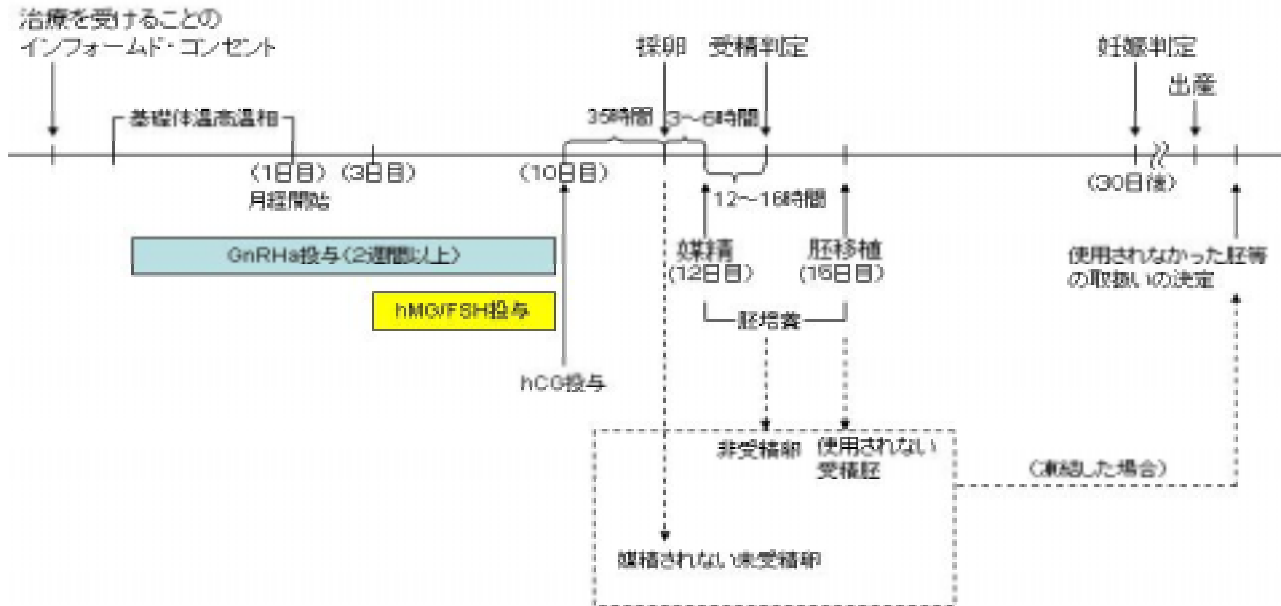 治療を受けることの
インフォームド・コンセント
採卵
受精判定
妊娠判定
出産
基礎体温高温相
35時間
3～6時間
(1日目)
月経開始
(3日目)
(10日目)
12～16時間
(30日後)
GnRHa投与(2週間以上)
媒精
(12日目)
胚移植
(15日目)
使用されなかった胚等
の取扱いの決定
hMG/FSH投与
胚培養
hCG投与
非受精卵
使用されない
受精胚
(凍結した場合)
媒精されない未受精卵